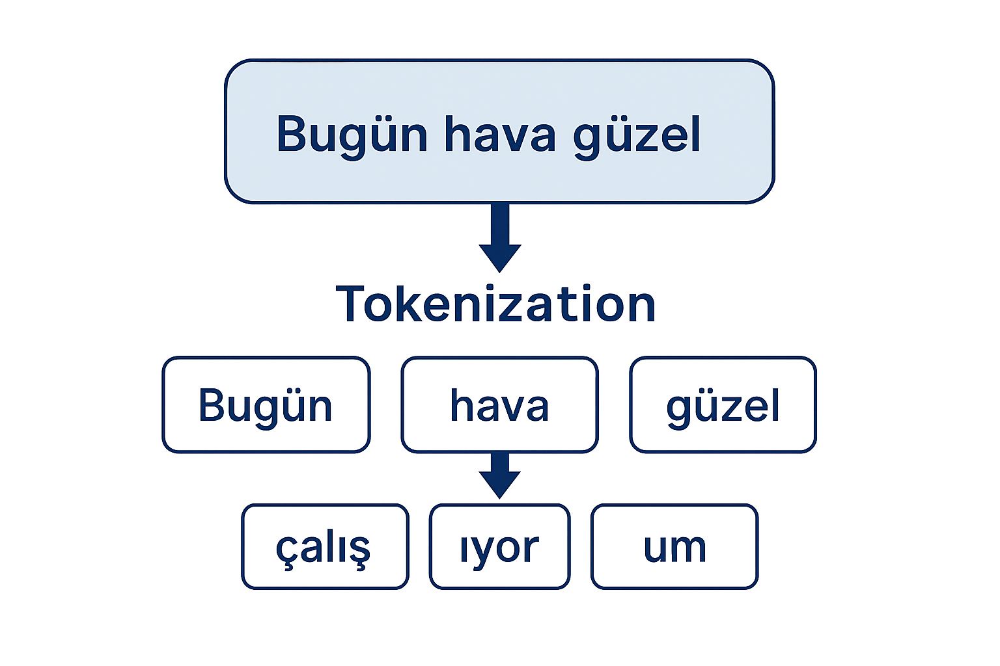 Bugün hava güzel
Tokenization
Bugün hava güzel
çalış ıyor um